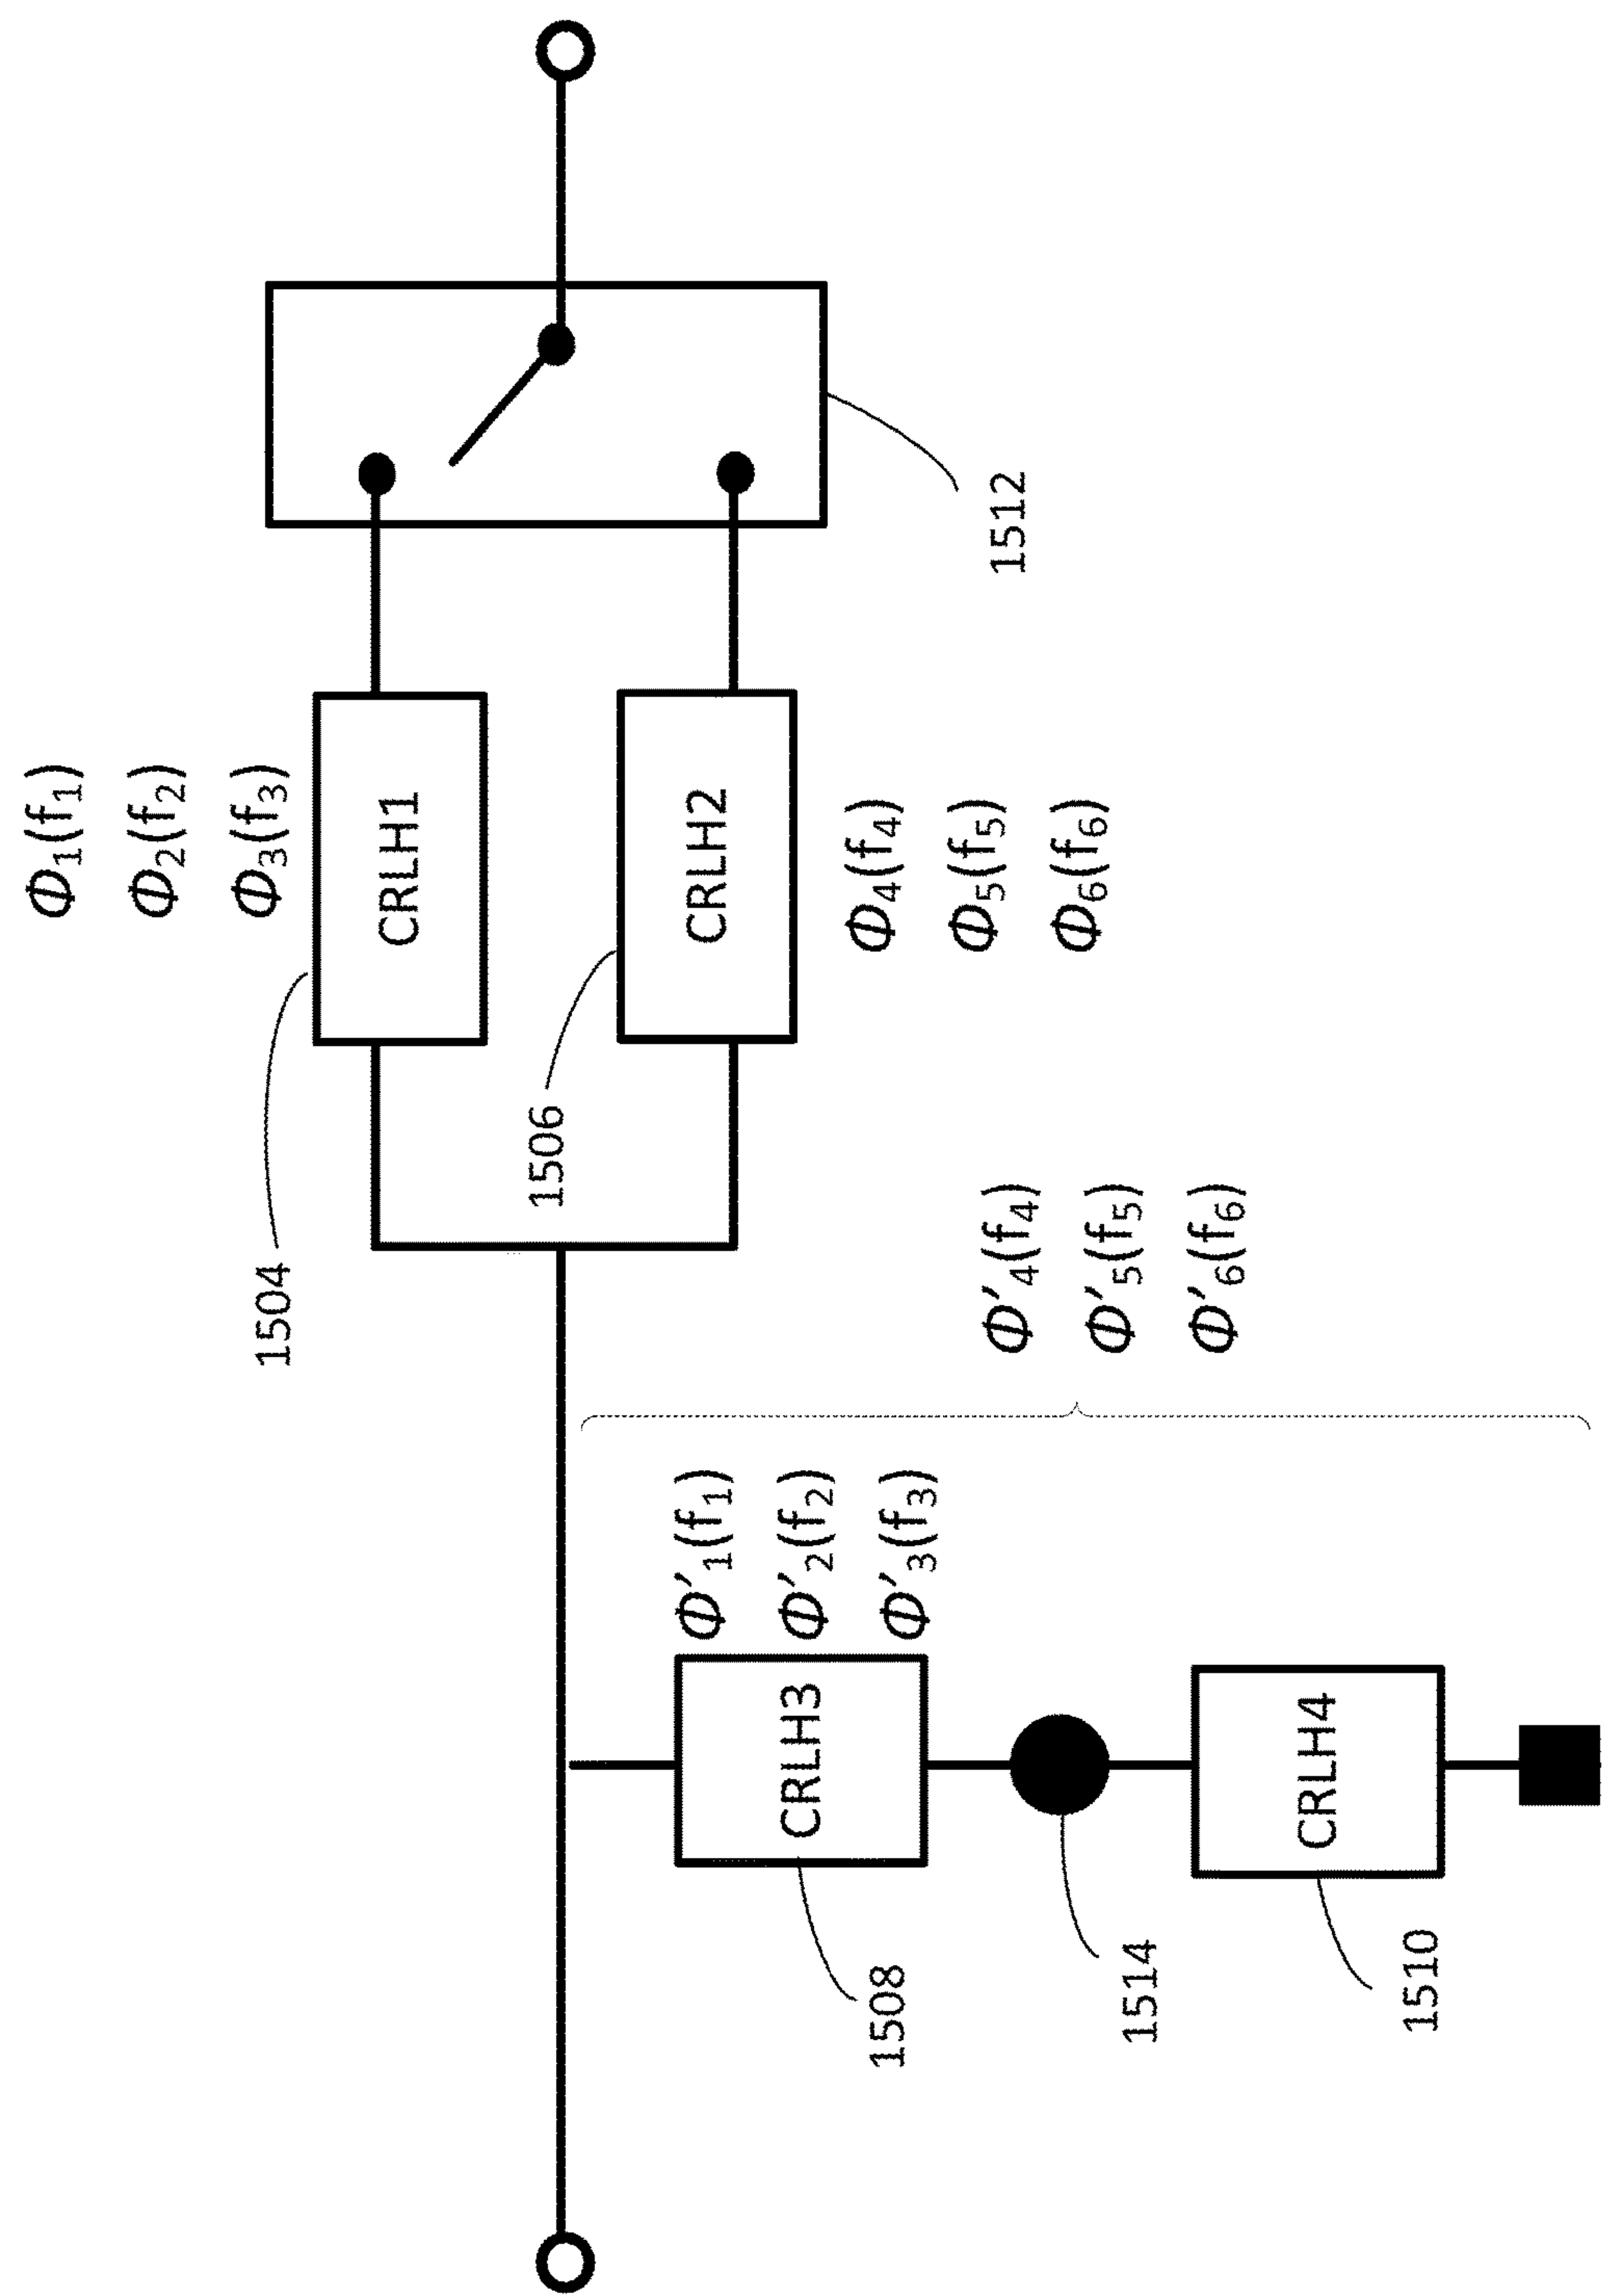 Φ₁(f₁)
Φ₂(f₂)
Φ₃(f₃)
1504
CRLH1
1506
CRLH2
Φ₄(f₄)
Φ₅(f₅)
Φ₆(f₆)
1512
Φ′₁(f₁)
Φ′₂(f₂)
Φ′₃(f₃)
Φ′₄(f₄)
Φ′₅(f₅)
Φ′₆(f₆)
CRLH3
1508
1514
CRLH4
1510